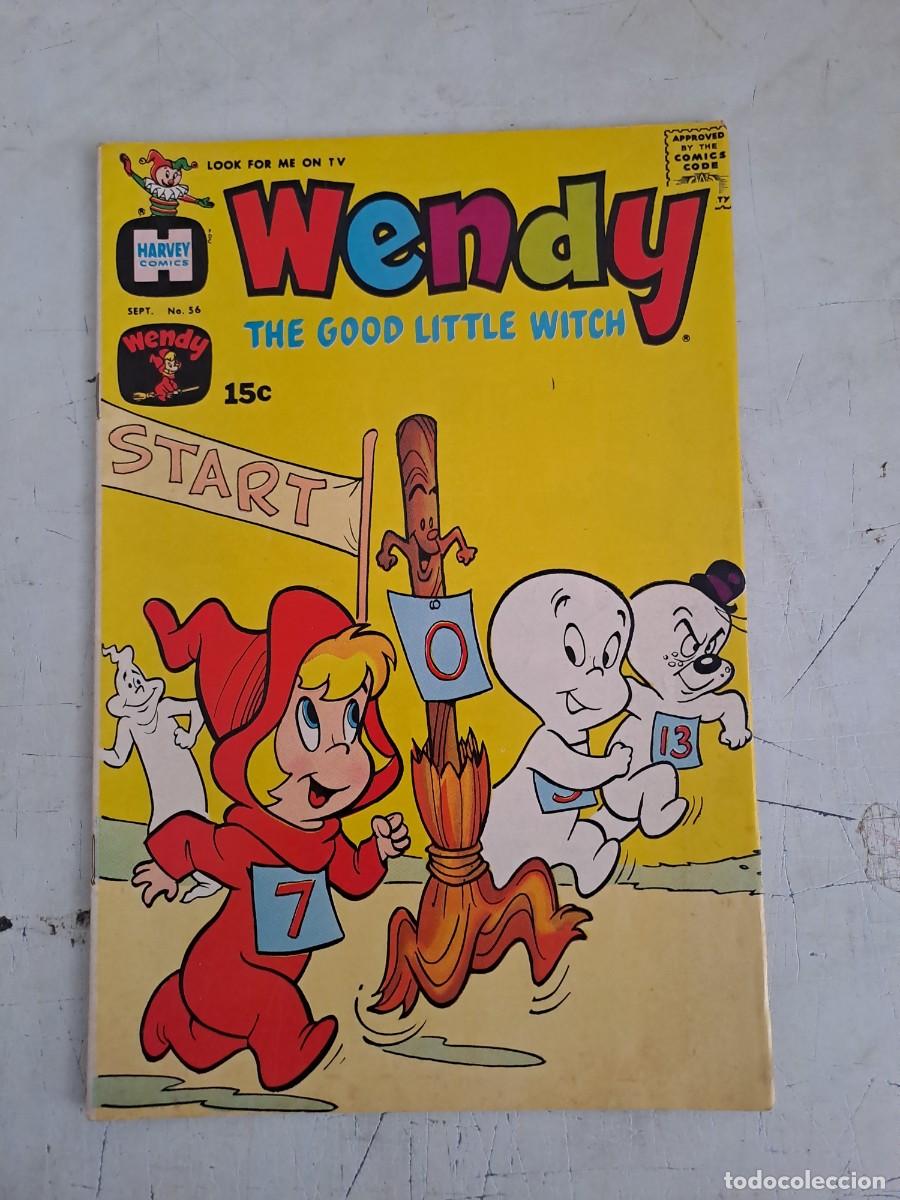 LOOK FOR ME ON TV
APPROVED
BY THE
COMICS
CODE
TY
Wendy
THE GOOD LITTLE WITCH
®
®
HARVEY
COMICS
SEPT. No. 56
Wendy
15c
START
0
13
7
todocoleccion